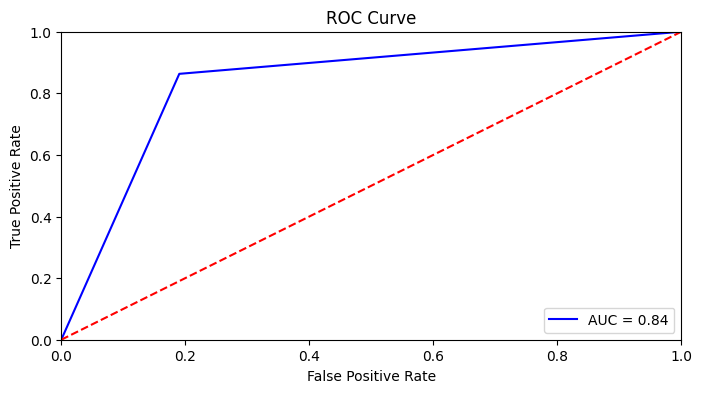 ROC Curve
1.0
0.8
0.6
0.4
0.2
0.0
True Positive Rate
AUC = 0.84
0.0 0.2 0.4 0.6 0.8 1.0
False Positive Rate